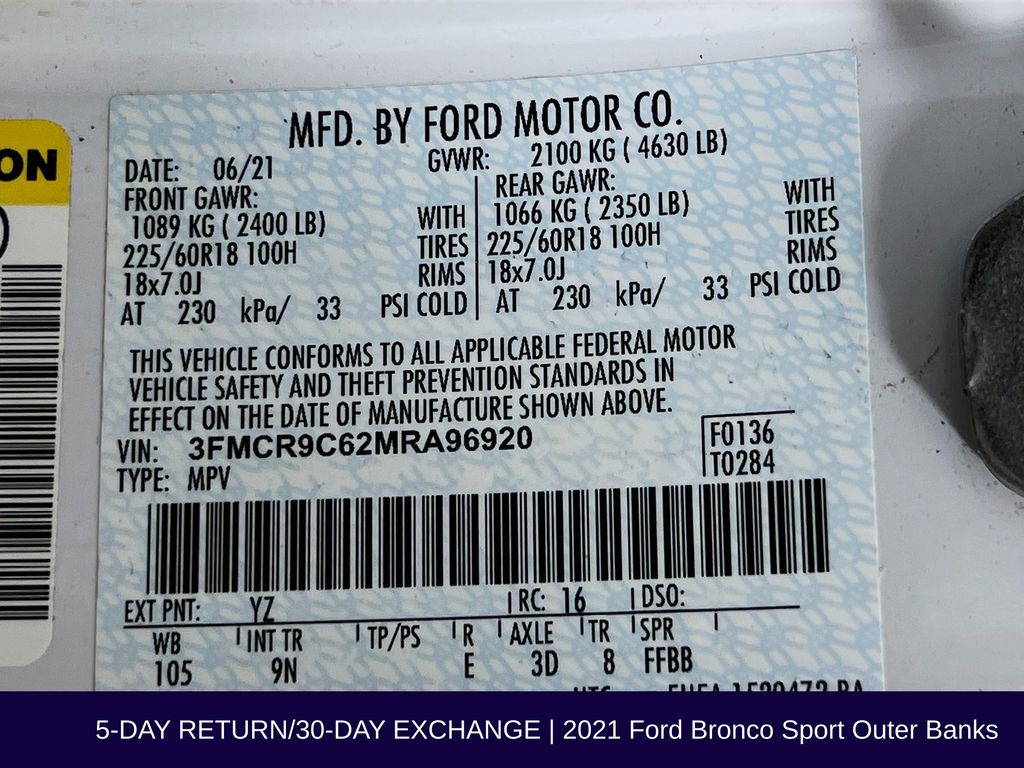 ON
MFD. BY FORD MOTOR CO.
DATE: 06/21 GVWR: 2100 KG ( 4630 LB)
FRONT GAWR: REAR GAWR:
1089 KG ( 2400 LB) WITH 1066 KG ( 2350 LB) WITH
225/60R18 100H TIRES 225/60R18 100H TIRES
18x7.0J RIMS 18x7.0J RIMS
AT 230 kPa/ 33 PSI COLD AT 230 kPa/ 33 PSI COLD
THIS VEHICLE CONFORMS TO ALL APPLICABLE FEDERAL MOTOR
VEHICLE SAFETY AND THEFT PREVENTION STANDARDS IN
EFFECT ON THE DATE OF MANUFACTURE SHOWN ABOVE.
VIN: 3FMCR9C62MRA96920 F0136
TYPE: MPV T0284
EXT PNT: YZ RC: 16 DSO:
WB INT TR TP/PS R AXLE TR SPR
105 9N E 3D 8 FFBB
5-DAY RETURN/30-DAY EXCHANGE | 2021 Ford Bronco Sport Outer Banks